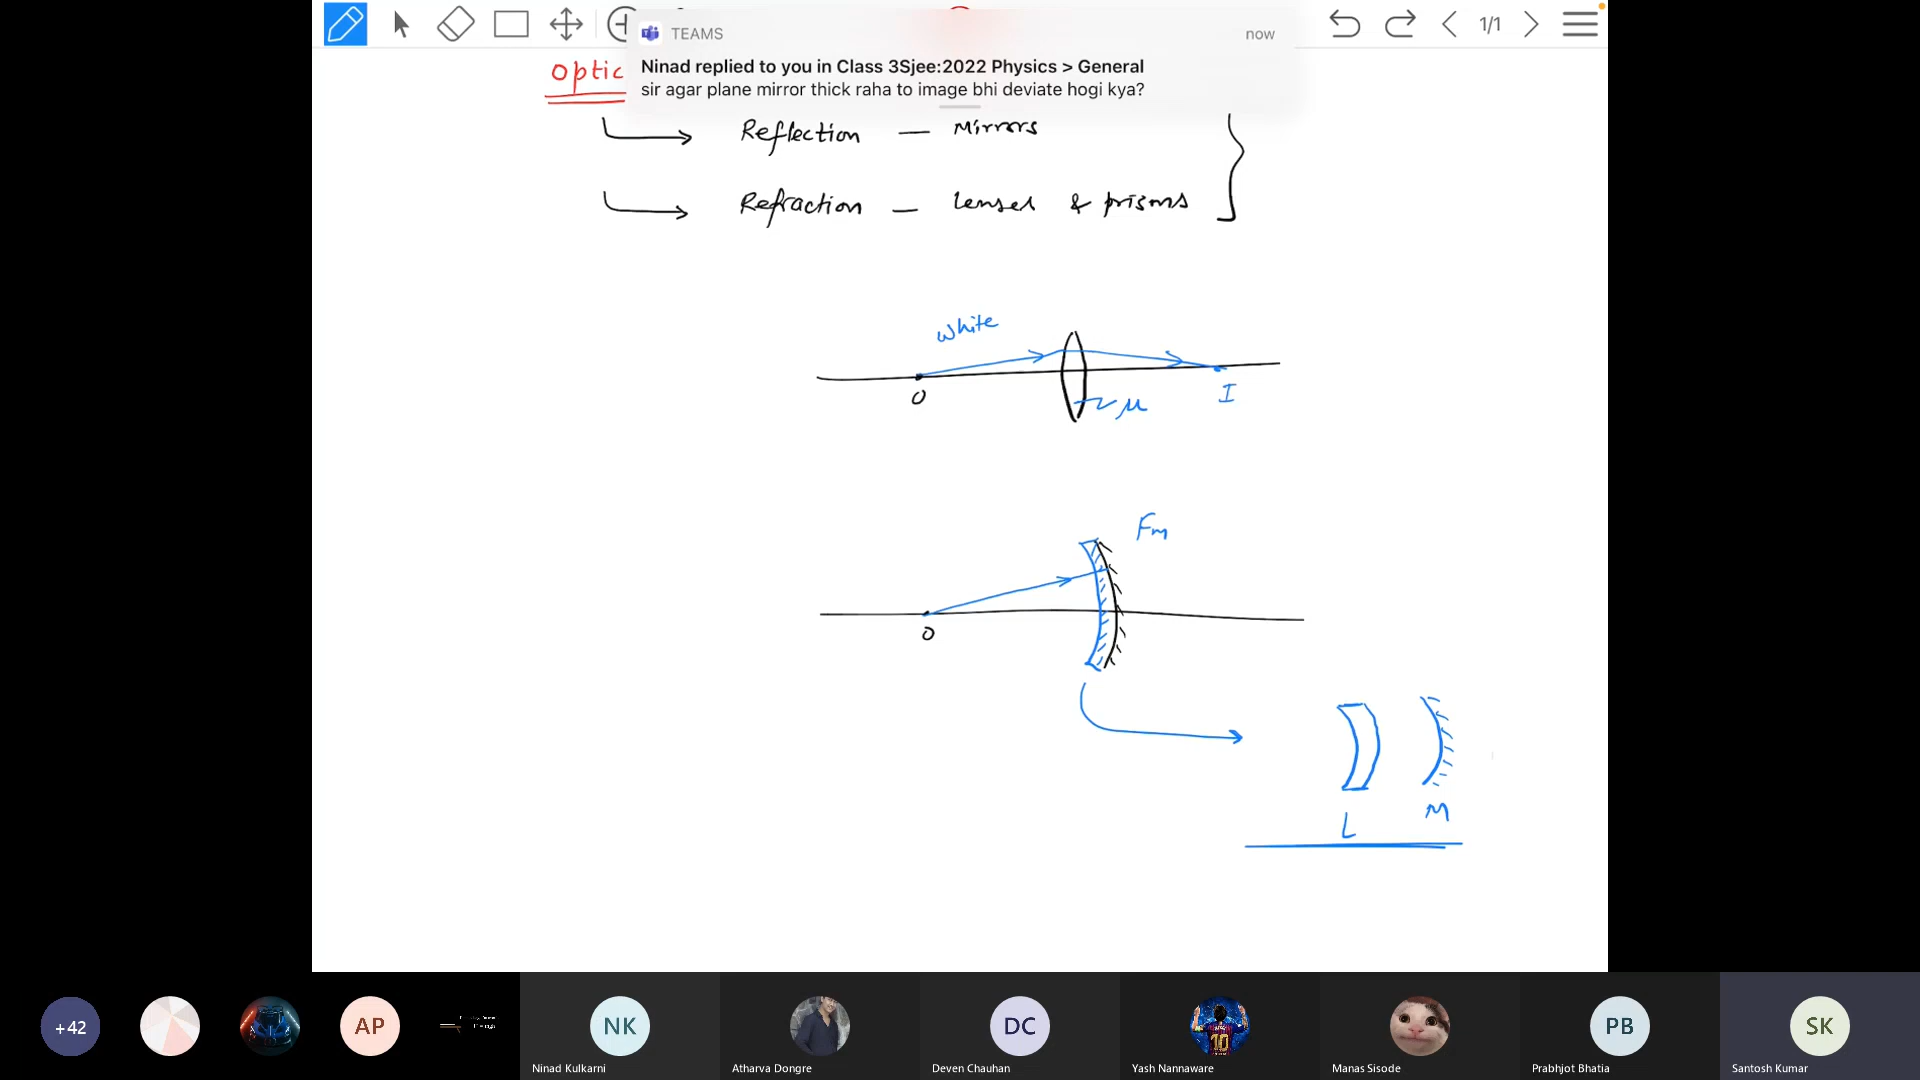 1/1
TEAMS
now
Ninad replied to you in Class 3Sjee:2022 Physics > General
sir agar plane mirror thick raha to image bhi deviate hogi kya?
optic
Reflection — Mirrors
Refraction — lenses & prisms
white
O
μ
I
Fm
O
L
M
+42
AP
NK
DC
10
PB
SK
Ninad Kulkarni
Atharva Dongre
Deven Chauhan
Yash Nannaware
Manas Sisode
Prabhjot Bhatia
Santosh Kumar